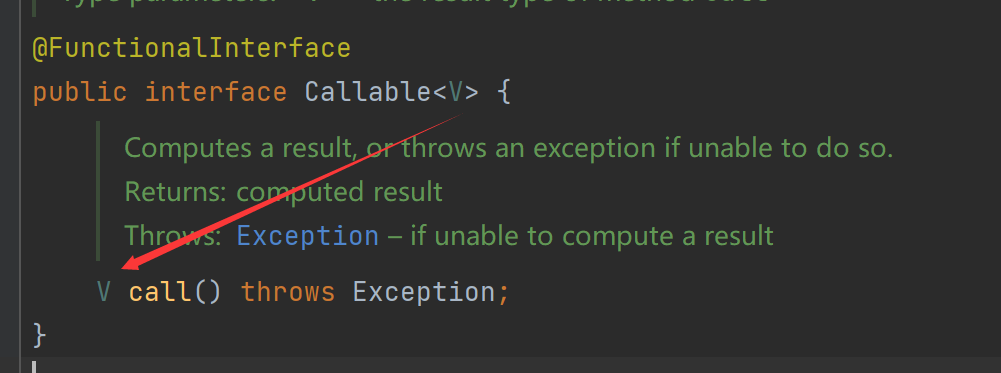 @FunctionalInterface
public interface Callable<V> {
Computes a result, or throws an exception if unable to do so.
Returns: computed result
Throws: Exception – if unable to compute a result
V call() throws Exception;
}